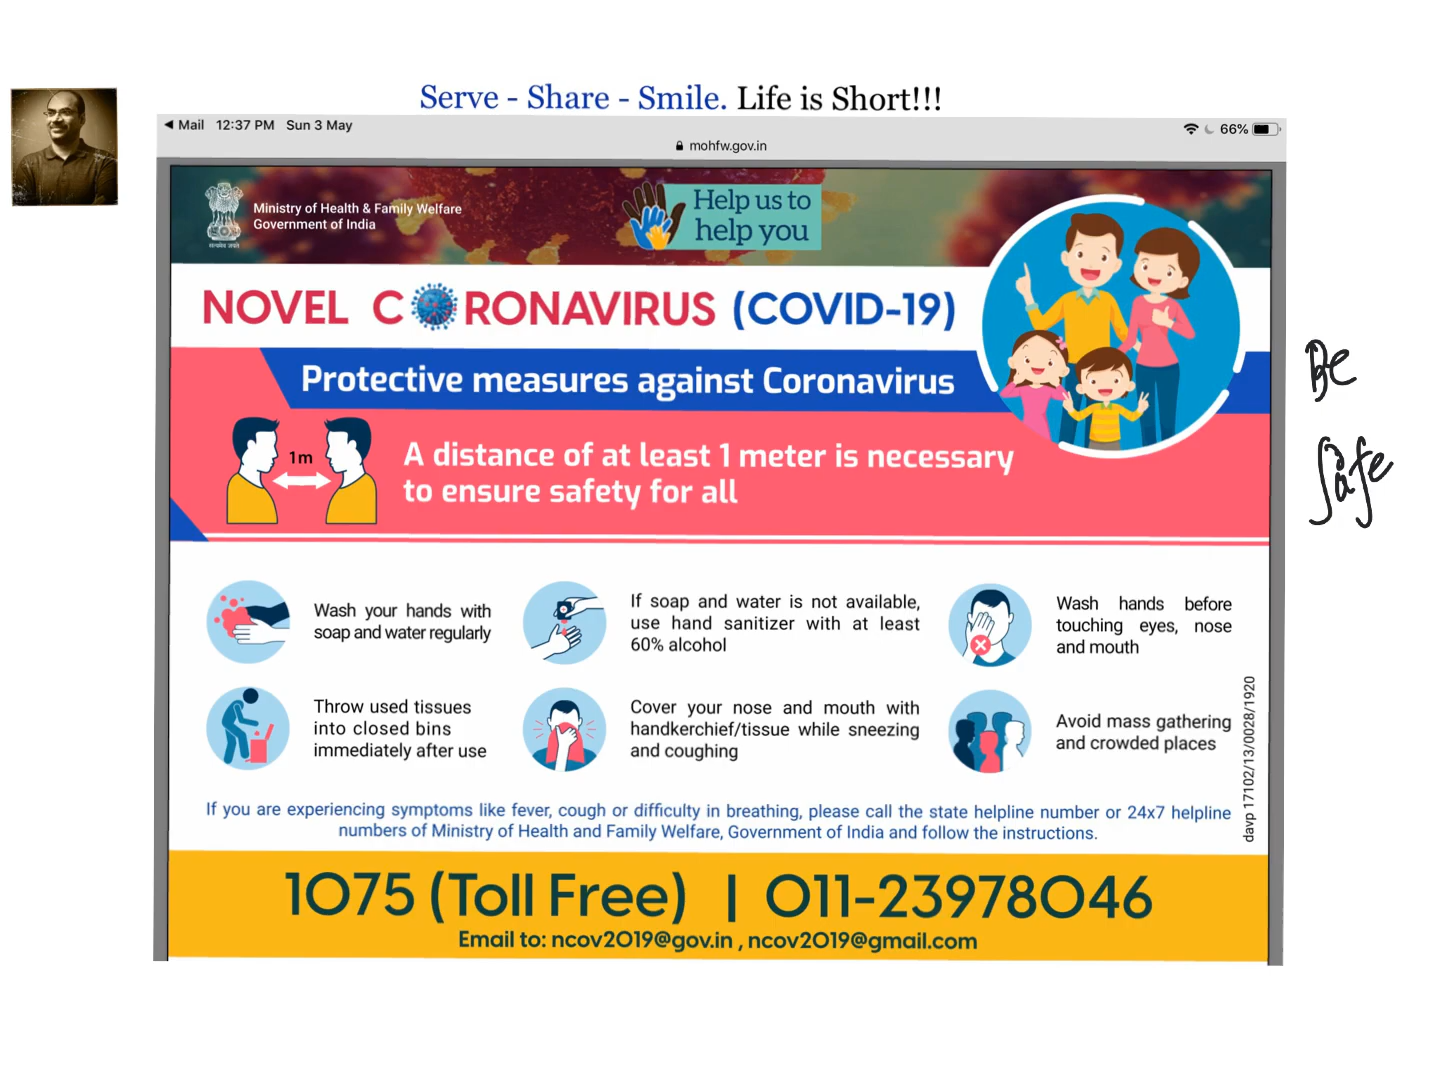 Serve - Share - Smile. Life is Short!!!
Mail 12:37 PM Sun 3 May 66%
mohfw.gov.in
सत्यमेव जयते
Ministry of Health & Family Welfare
Government of India
Help us to
help you
NOVEL CORONAVIRUS (COVID-19)
Protective measures against Coronavirus
1m
A distance of at least 1 meter is necessary
to ensure safety for all
Be
Safe
Wash your hands with
soap and water regularly
If soap and water is not available,
use hand sanitizer with at least
60% alcohol
Wash hands before
touching eyes, nose
and mouth
Throw used tissues
into closed bins
immediately after use
Cover your nose and mouth with
handkerchief/tissue while sneezing
and coughing
Avoid mass gathering
and crowded places
davp 17102/13/0028/1920
If you are experiencing symptoms like fever, cough or difficulty in breathing, please call the state helpline number or 24x7 helpline
numbers of Ministry of Health and Family Welfare, Government of India and follow the instructions.
1075 (Toll Free) | 011-23978046
Email to: ncov2019@gov.in , ncov2019@gmail.com